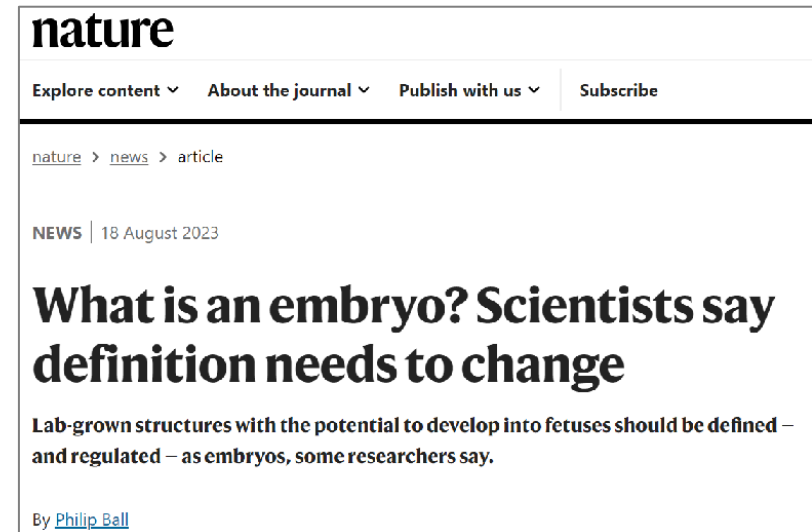 nature
Explore content About the journal Publish with us Subscribe
nature > news > article
NEWS | 18 August 2023
What is an embryo? Scientists say
definition needs to change
Lab-grown structures with the potential to develop into fetuses should be defined —
and regulated — as embryos, some researchers say.
By Philip Ball